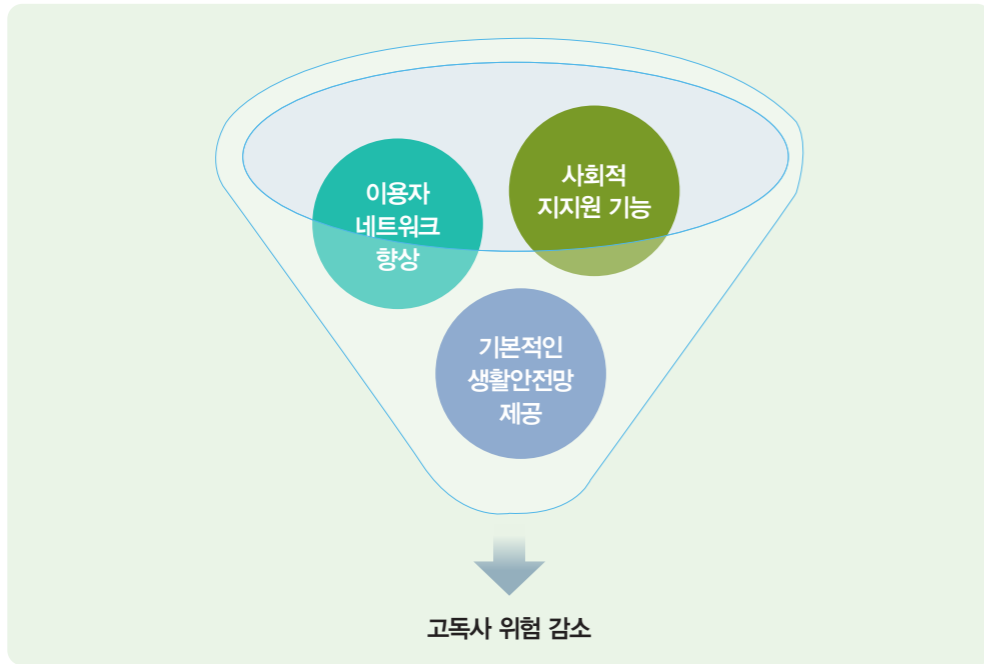 이용자
네트워크
향상
사회적
지지원 기능
기본적인
생활안전망
제공
고독사 위험 감소